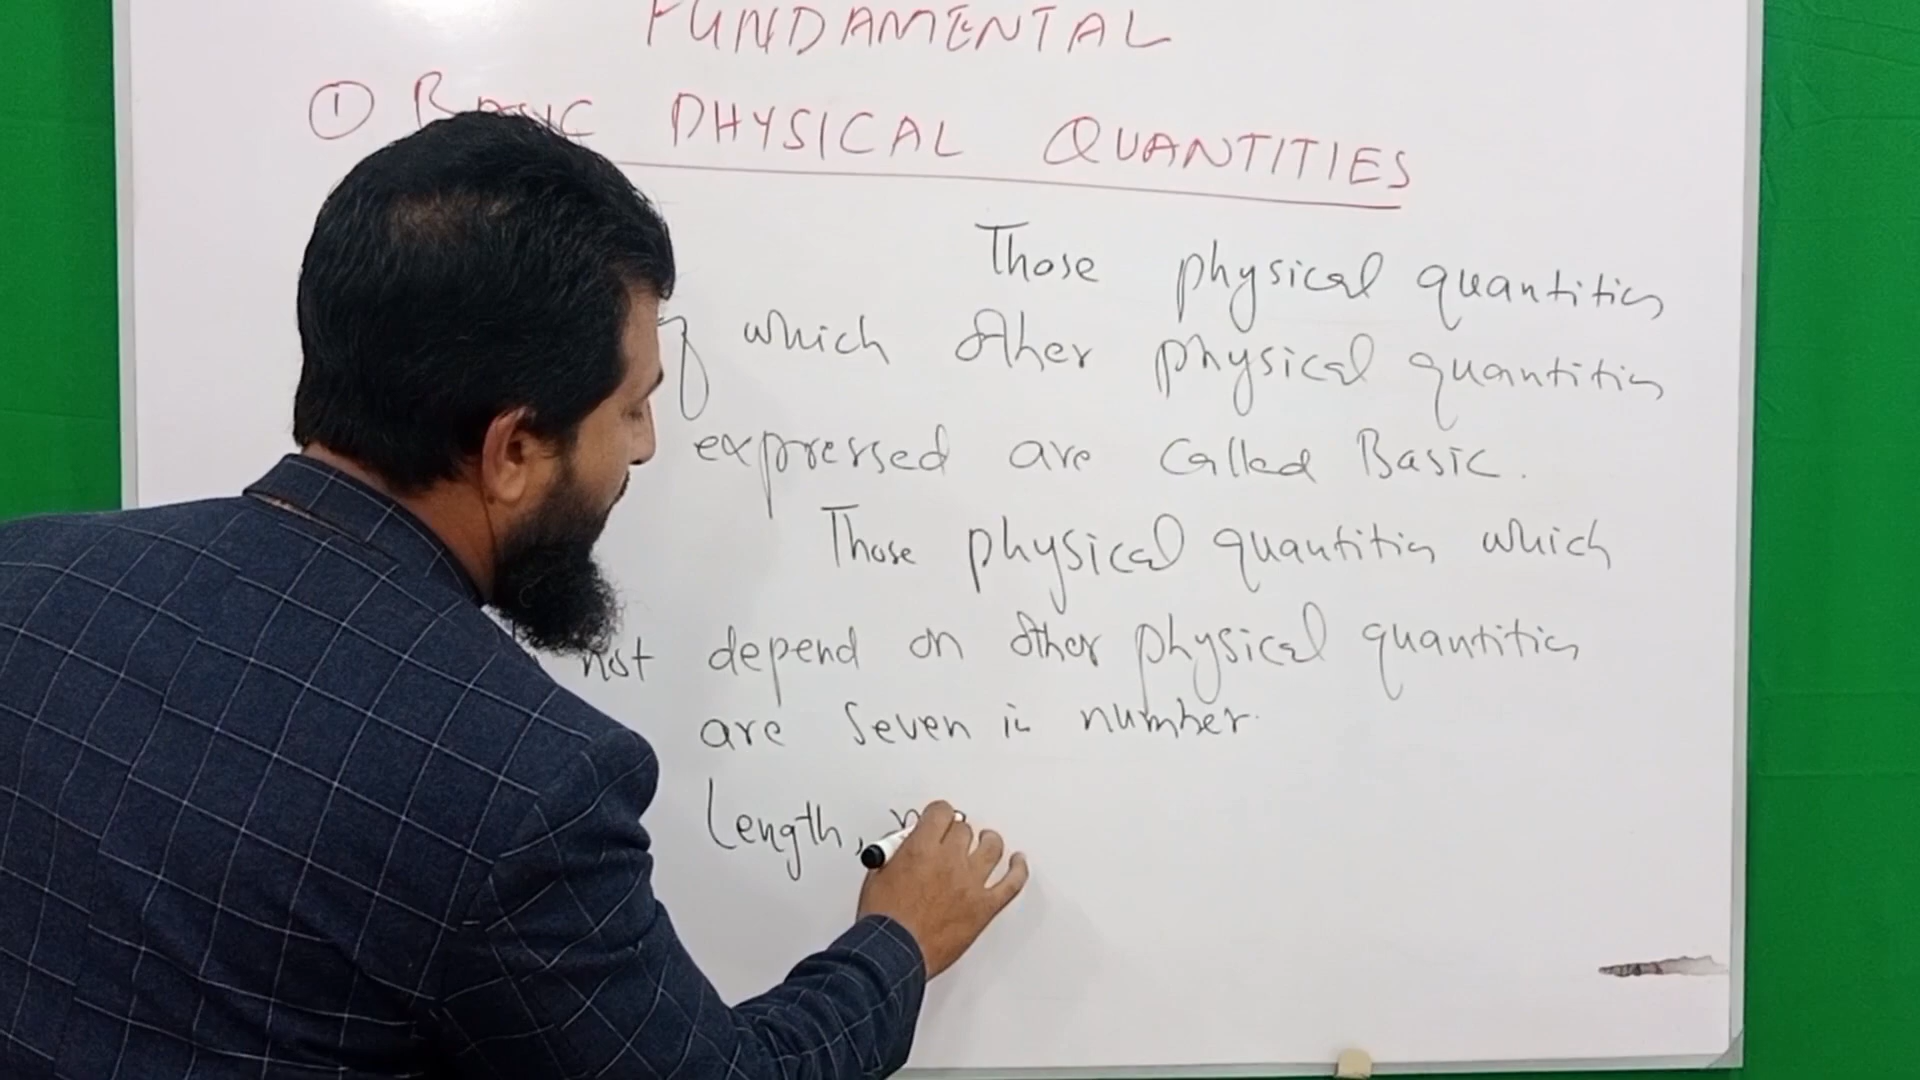 FUNDAMENTAL
① BASIC PHYSICAL QUANTITIES
Those physical quantities
which other physical quantities
expressed are called Basic.
Those physical quantities which
not depend on other physical quantities
are seven in number.
Length,